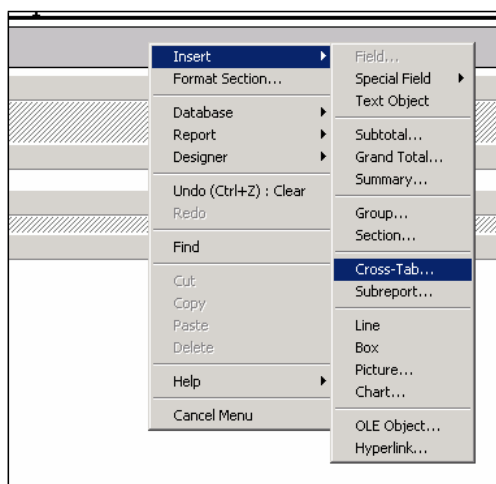 Insert
Format Section...
Database
Report
Designer
Undo (Ctrl+Z) : Clear
Redo
Find
Cut
Copy
Paste
Delete
Help
Cancel Menu
Field...
Special Field
Text Object
Subtotal...
Grand Total...
Summary...
Group...
Section...
Cross-Tab...
Subreport...
Line
Box
Picture...
Chart...
OLE Object...
Hyperlink...